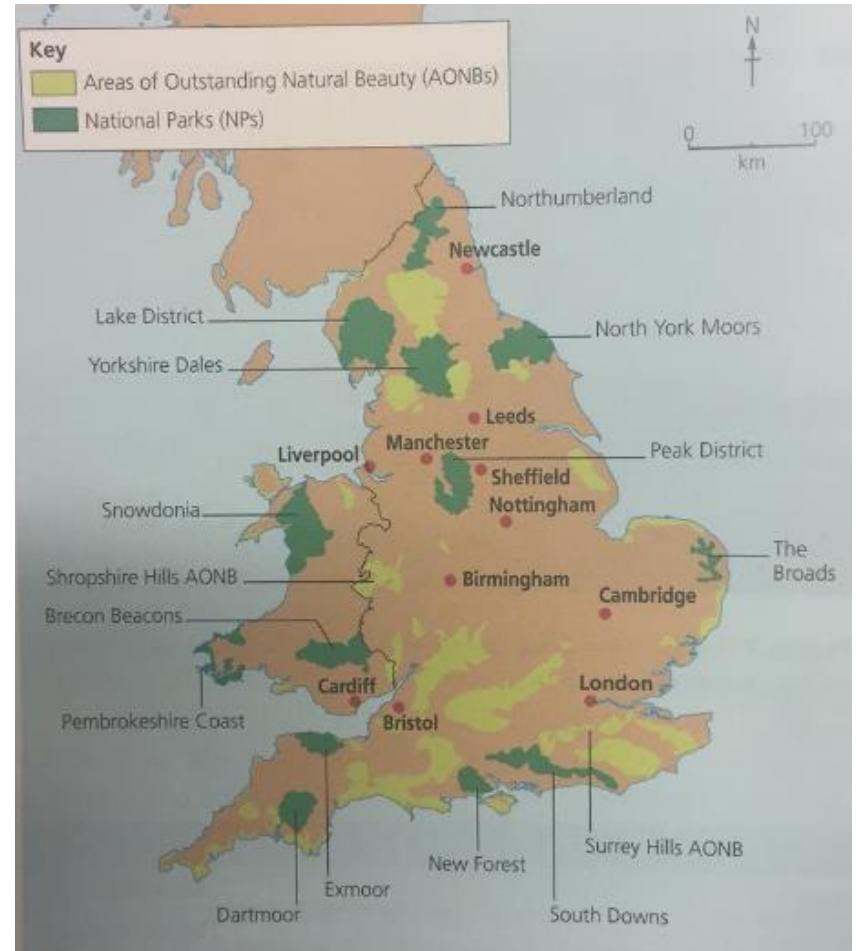 Key
Areas of Outstanding Natural Beauty (AONBs)
National Parks (NPs)
N
0 100
km
Northumberland
Newcastle
Lake District
North York Moors
Yorkshire Dales
Leeds
Manchester
Liverpool
Peak District
Sheffield
Snowdonia
Nottingham
The
Broads
Shropshire Hills AONB
Birmingham
Cambridge
Brecon Beacons
Cardiff
London
Pembrokeshire Coast
Bristol
Surrey Hills AONB
New Forest
Exmoor
Dartmoor
South Downs